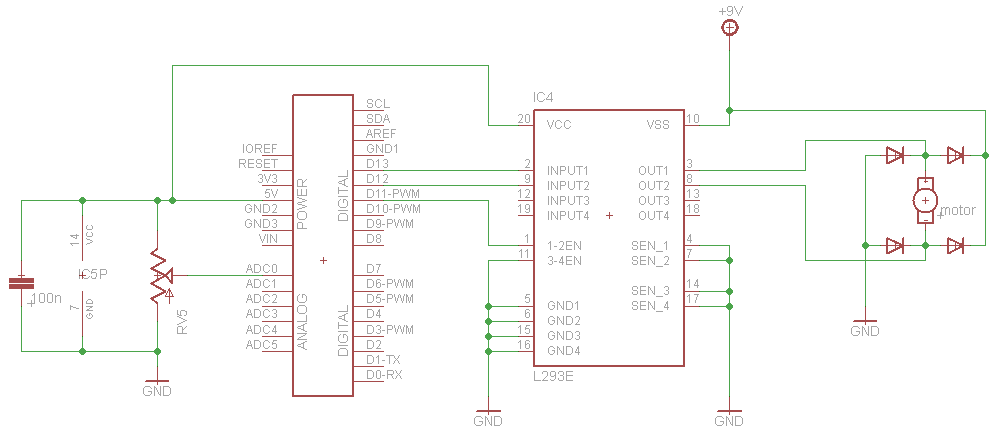 +9V
IC4
20 VCC VSS 10
2 INPUT1 OUT1 3
9 INPUT2 OUT2 8
12 INPUT3 OUT3 13
19 INPUT4 OUT4 18
1 1-2EN SEN_1 4
11 3-4EN SEN_2 7
SEN_3 14
5 GND1 SEN_4 17
6 GND2
15 GND3
16 GND4
L293E
GND
GND
SCL
SDA
AREF
GND1
D13
D12
D11-PWM
D10-PWM
D9-PWM
D8
D7
D6-PWM
D5-PWM
D4
D3-PWM
D2
D1-TX
D0-RX
IOREF
RESET
3V3
5V
GND2
GND3
VIN
ADC0
ADC1
ADC2
ADC3
ADC4
ADC5
POWER
ANALOG
DIGITAL
DIGITAL
14
VCC
IC5P
7
GND
100n
RV5
GND
motor
GND